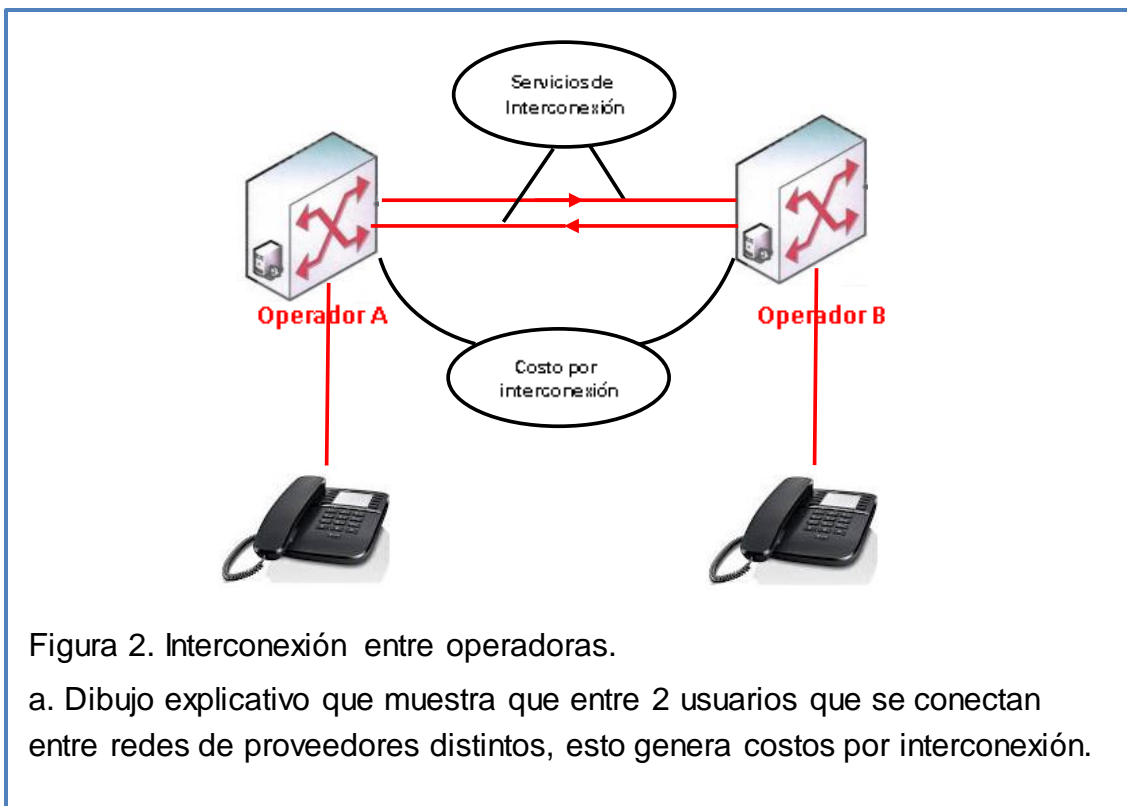 Servicios de
Interconexión
Operador A
Operador B
Costo por
interconexión
Figura 2. Interconexión entre operadoras.
a. Dibujo explicativo que muestra que entre 2 usuarios que se conectan
entre redes de proveedores distintos, esto genera costos por interconexión.